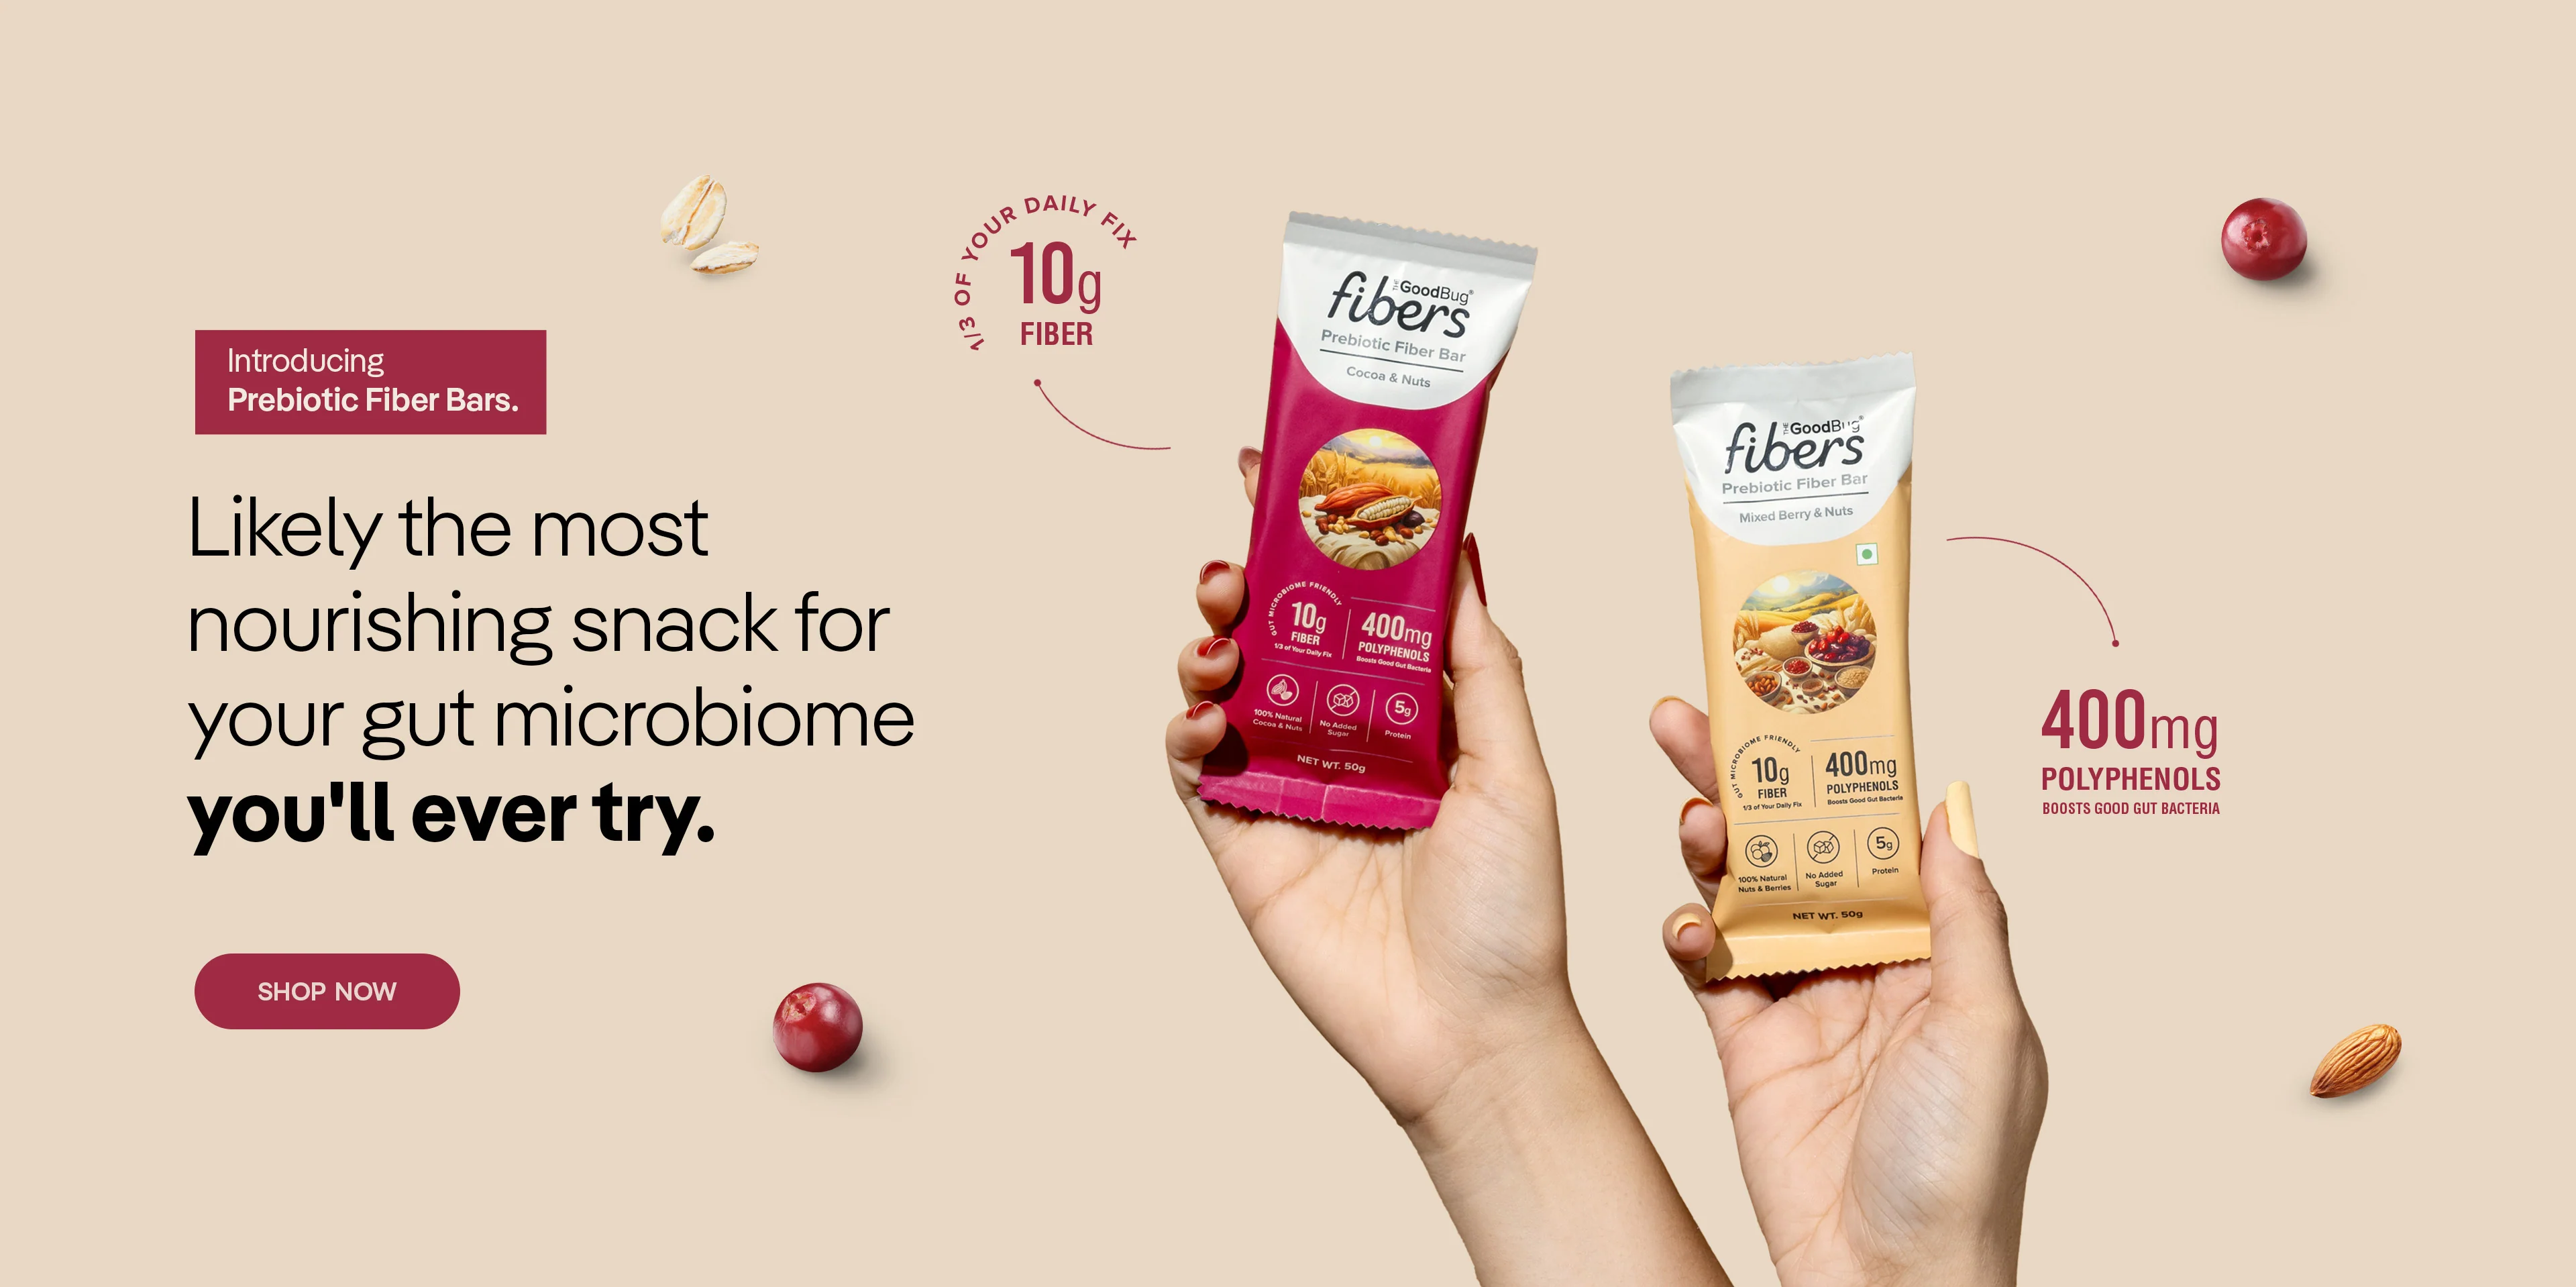 Introducing
Prebiotic Fiber Bars.
Likely the most
nourishing snack for
your gut microbiome
you'll ever try.
SHOP NOW
1/3 OF YOUR DAILY FIX
10g
FIBER
THE GoodBug®
fibers
Prebiotic Fiber Bar
Cocoa & Nuts
GUT MICROBIOME FRIENDLY
10g
FIBER
1/3 of Your Daily Fix
400mg
POLYPHENOLS
Boosts Good Gut Bacteria
100% Natural
Cocoa & Nuts
No Added
Sugar
5g
Protein
NET WT. 50g
THE GoodBug®
fibers
Prebiotic Fiber Bar
Mixed Berry & Nuts
GUT MICROBIOME FRIENDLY
10g
FIBER
1/3 of Your Daily Fix
400mg
POLYPHENOLS
Boosts Good Gut Bacteria
100% Natural
Nuts & Berries
No Added
Sugar
5g
Protein
NET WT. 50g
400mg
POLYPHENOLS
BOOSTS GOOD GUT BACTERIA